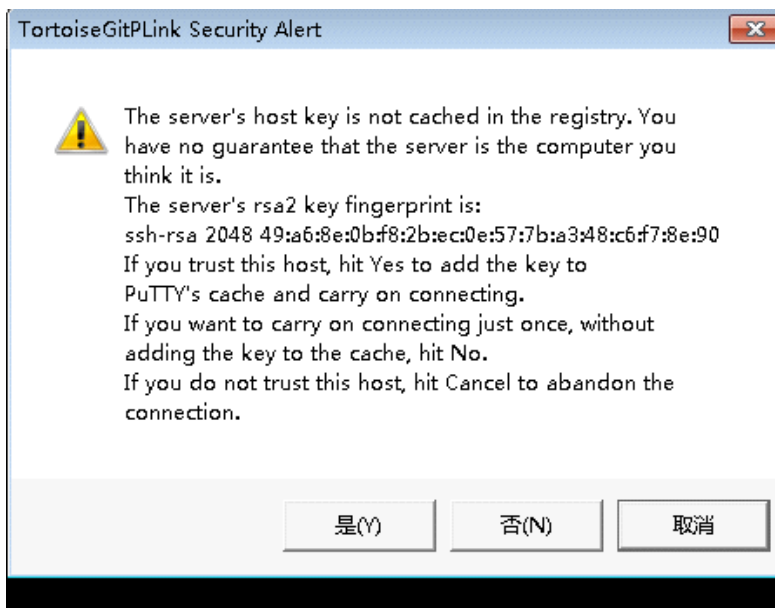 TortoiseGitPLink Security Alert
The server's host key is not cached in the registry. You
have no guarantee that the server is the computer you
think it is.
The server's rsa2 key fingerprint is:
ssh-rsa 2048 49:a6:8e:0b:f8:2b:ec:0e:57:7b:a3:48:c6:f7:8e:90
If you trust this host, hit Yes to add the key to
PuTTY's cache and carry on connecting.
If you want to carry on connecting just once, without
adding the key to the cache, hit No.
If you do not trust this host, hit Cancel to abandon the
connection.
是(Y) 否(N) 取消